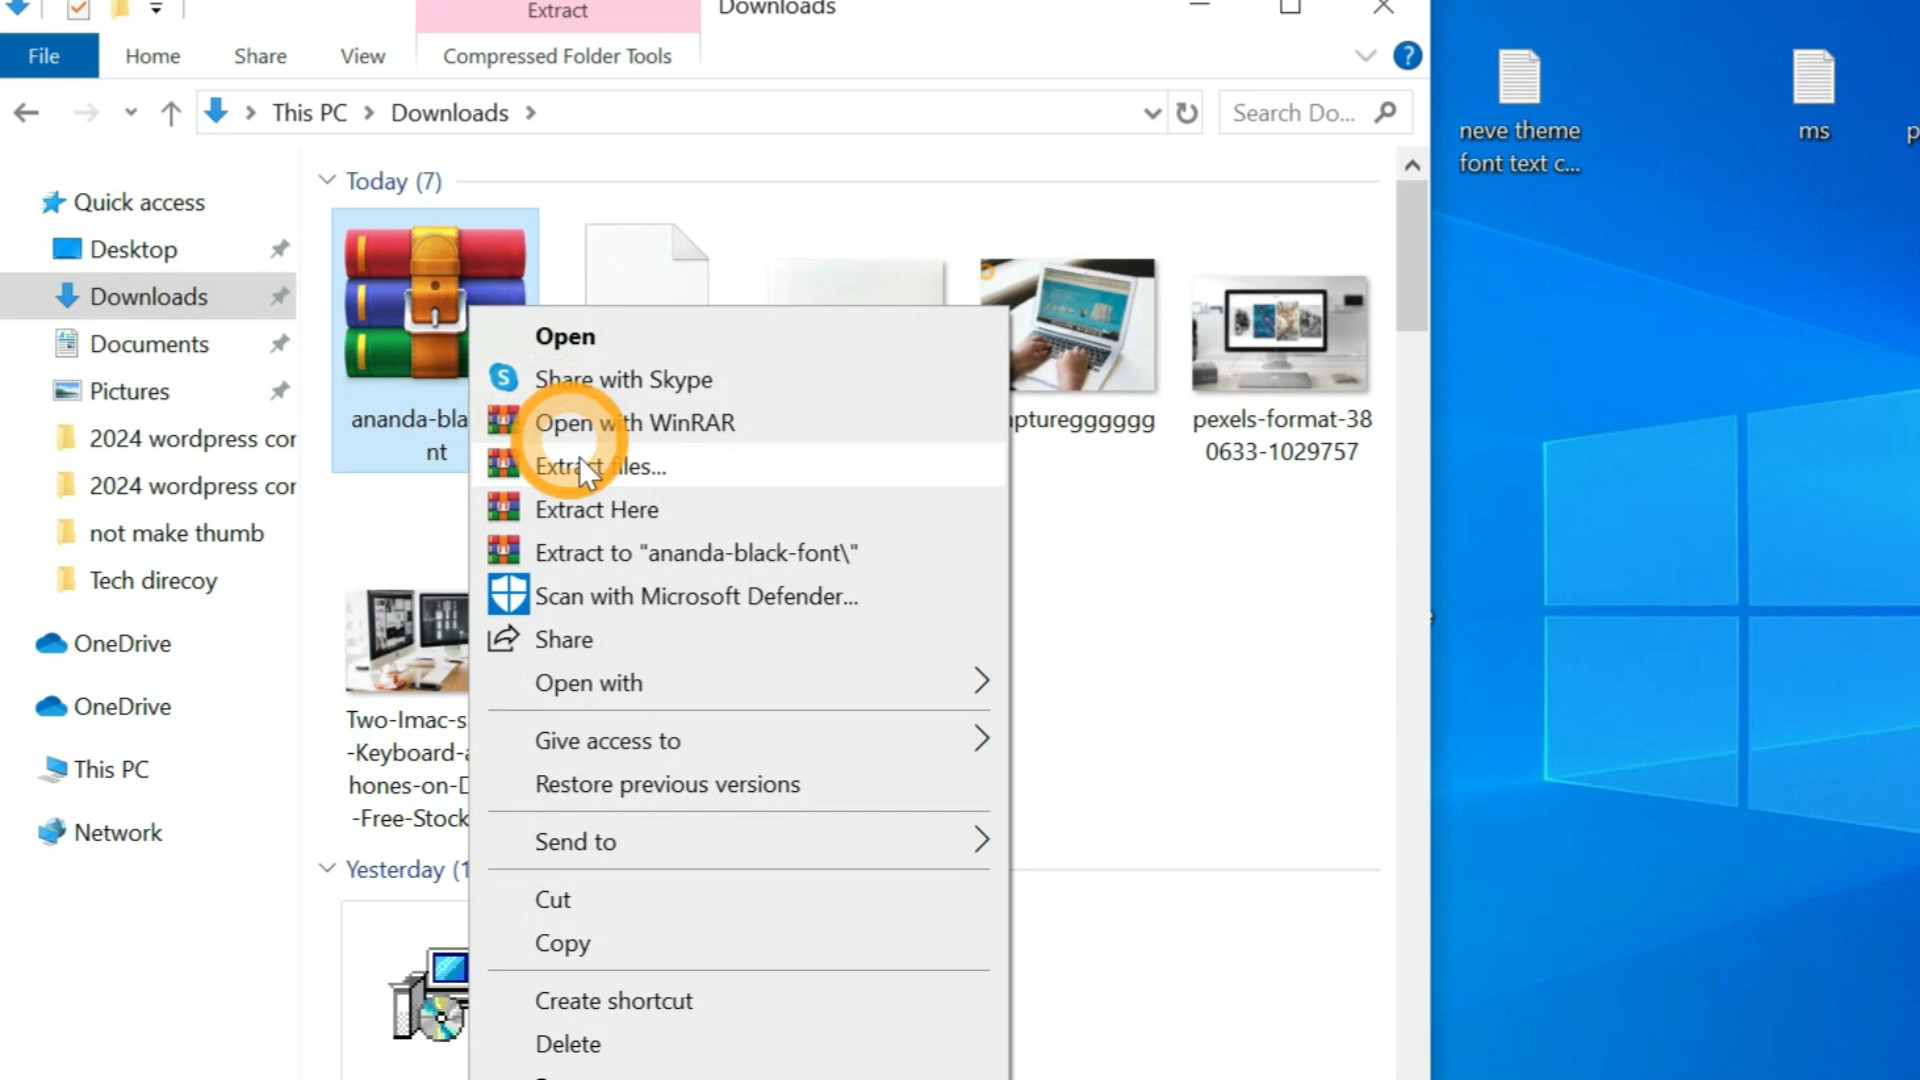 Extract
Downloads
File
Home
Share
View
Compressed Folder Tools
This PC
Downloads
Search Do...
Quick access
Desktop
Downloads
Documents
Pictures
2024 wordpress cor
2024 wordpress cor
not make thumb
Tech direcoy
OneDrive
OneDrive
This PC
Network
Today (7)
ananda-bla
nt
apturegggggg
pexels-format-38
0633-1029757
Two-Imac-s
-Keyboard-a
hones-on-D
-Free-Stock
Yesterday (1
Open
Share with Skype
Open with WinRAR
Extract files...
Extract Here
Extract to "ananda-black-font\"
Scan with Microsoft Defender...
Share
Open with
Give access to
Restore previous versions
Send to
Cut
Copy
Create shortcut
Delete
neve theme
font text c...
ms
p